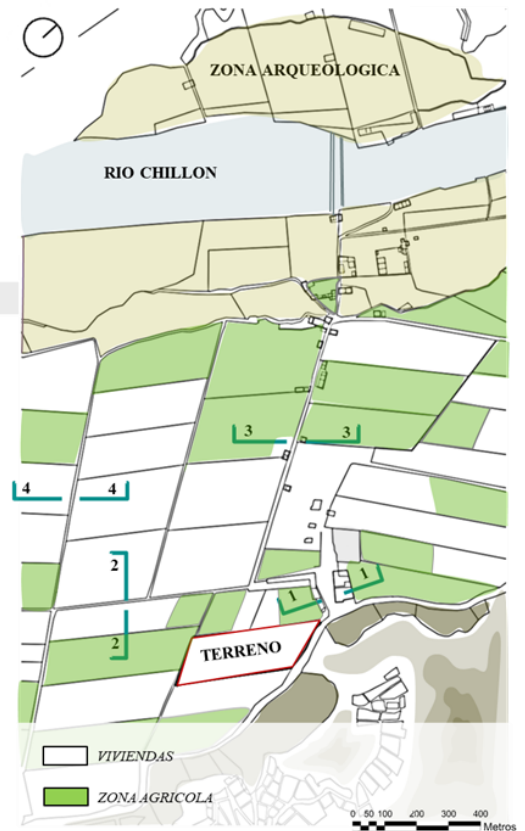 ZONA ARQUEOLOGICA
RIO CHILLON
3 3
4 4
2
1 1
2
TERRENO
VIVIENDAS
ZONA AGRICOLA
0 50 100 200 300 400
Metros